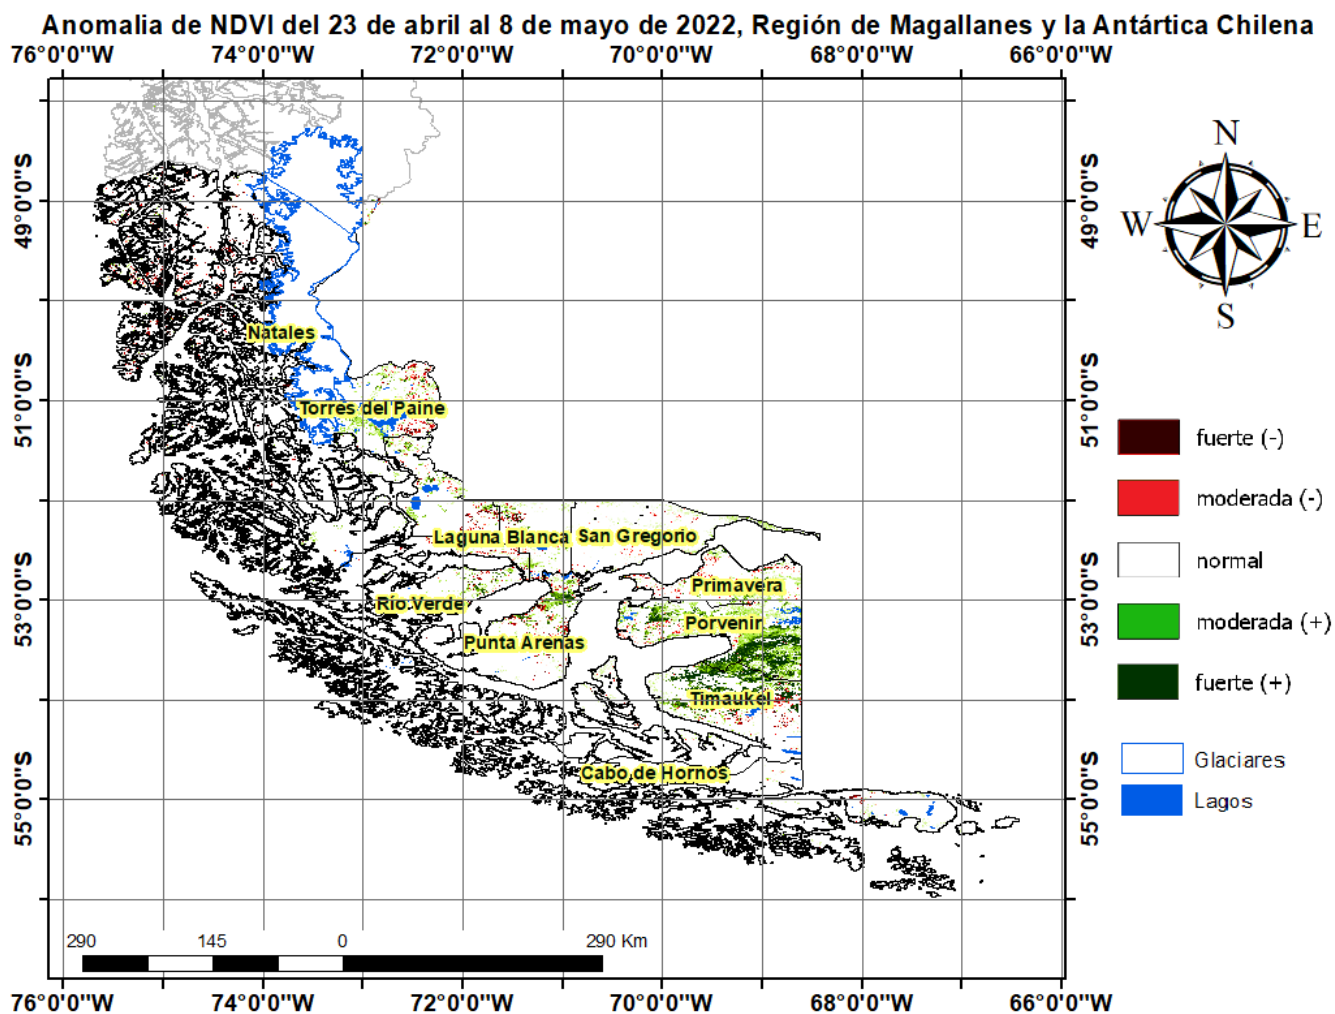 Anomalia de NDVI del 23 de abril al 8 de mayo de 2022, Región de Magallanes y la Antártica Chilena
76°0'0"W 74°0'0"W 72°0'0"W 70°0'0"W 68°0'0"W 66°0'0"W
N
W E
S
49°0'0"S 49°0'0"S
51°0'0"S 51°0'0"S
53°0'0"S 53°0'0"S
55°0'0"S 55°0'0"S
Natales
Torres del Paine
Laguna Blanca San Gregorio
Primavera
Río Verde
Porvenir
Punta Arenas
Timaukel
Cabo de Hornos
fuerte (-)
moderada (-)
normal
moderada (+)
fuerte (+)
Glaciares
Lagos
290 145 0 290 Km
76°0'0"W 74°0'0"W 72°0'0"W 70°0'0"W 68°0'0"W 66°0'0"W